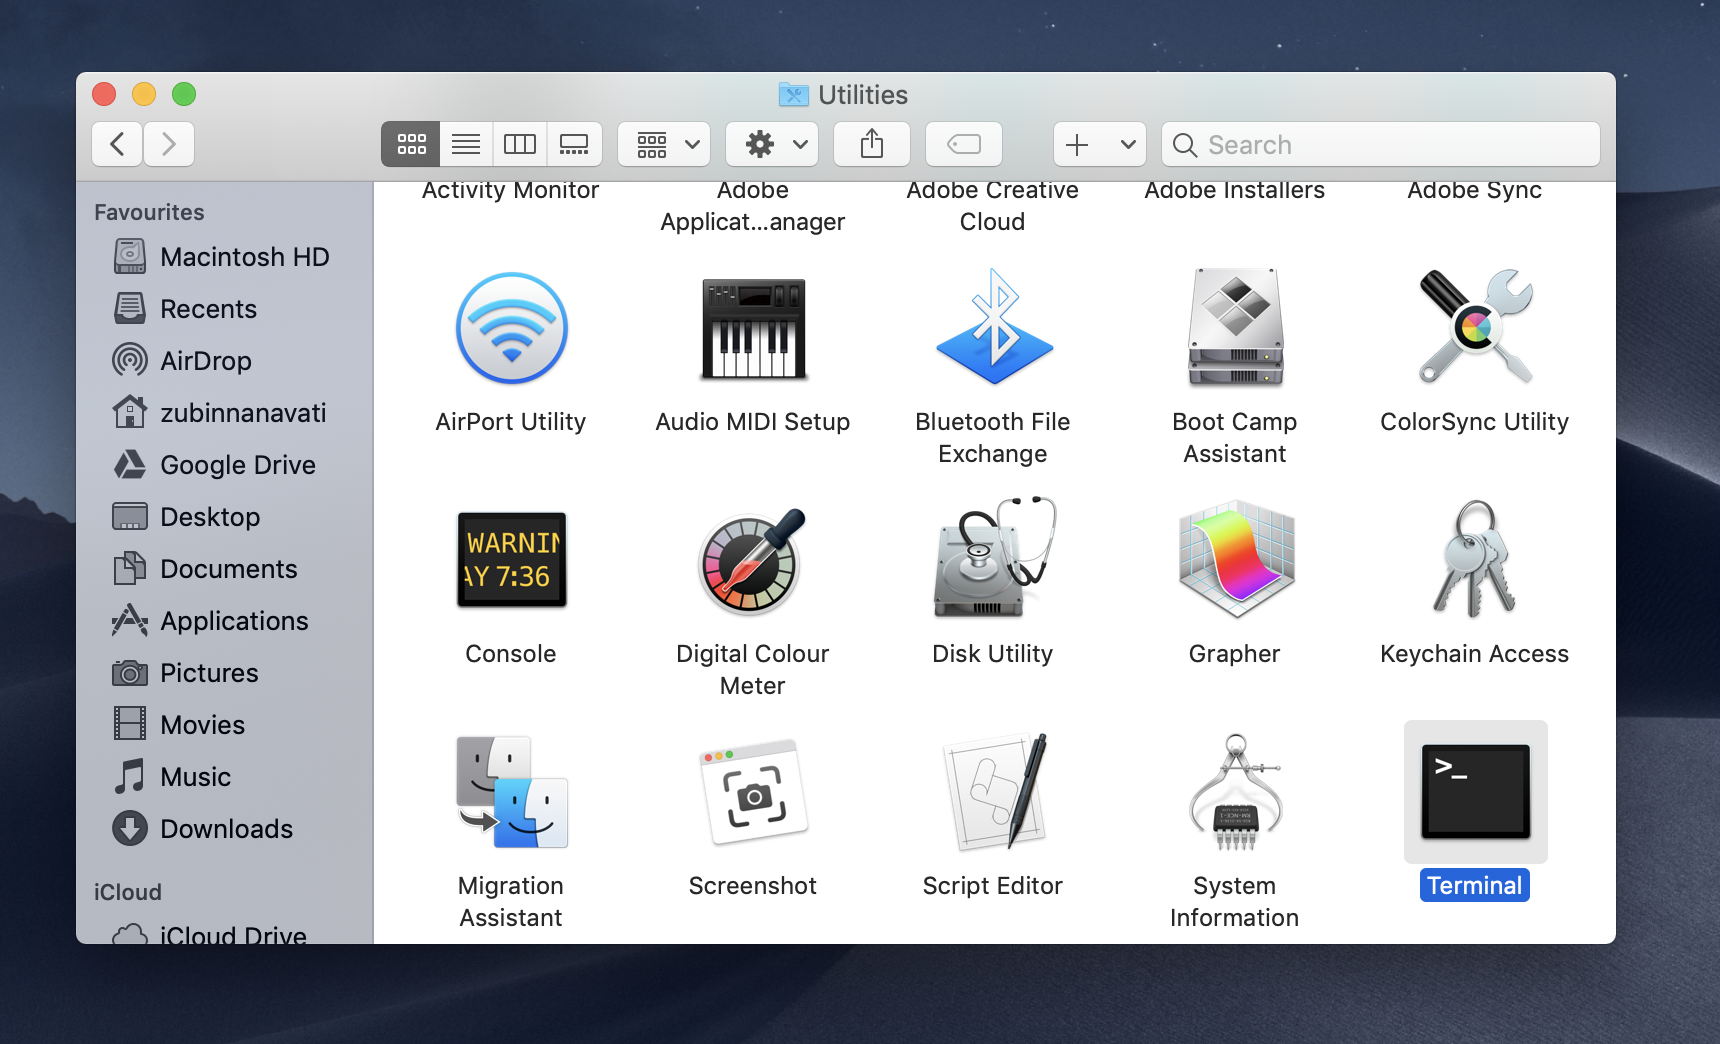 Utilities
Search
Favourites
Macintosh HD
Recents
AirDrop
zubinnanavati
Google Drive
Desktop
Documents
Applications
Pictures
Movies
Music
Downloads
iCloud
iCloud Drive
Activity Monitor
Adobe
Applicat...anager
Adobe Creative
Cloud
Adobe Installers
Adobe Sync
AirPort Utility
Audio MIDI Setup
Bluetooth File
Exchange
Boot Camp
Assistant
ColorSync Utility
WARNIN
AY 7:36
Console
Digital Colour
Meter
Disk Utility
Grapher
Keychain Access
Migration
Assistant
Screenshot
Script Editor
System
Information
>_
Terminal